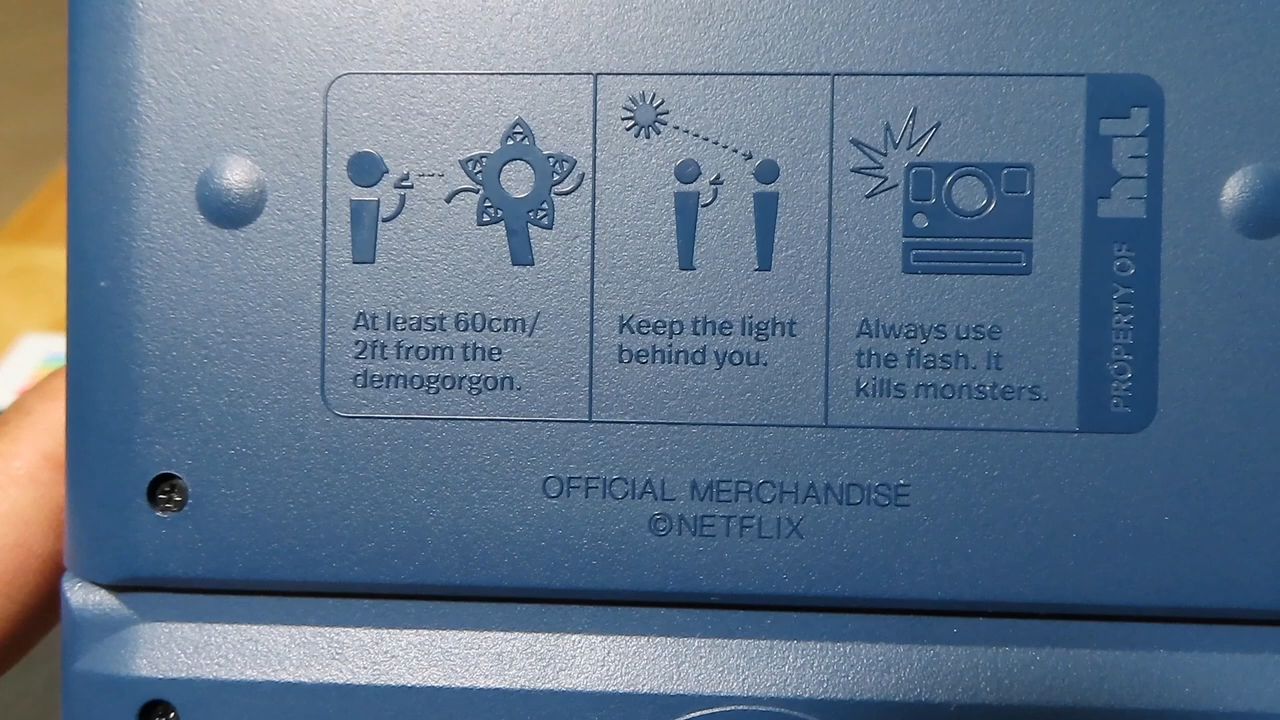 At least 60cm/
2ft from the
demogorgon.
Keep the light
behind you.
Always use
the flash. It
kills monsters.
PROPERTY OF hnl
OFFICIAL MERCHANDISE
©NETFLIX